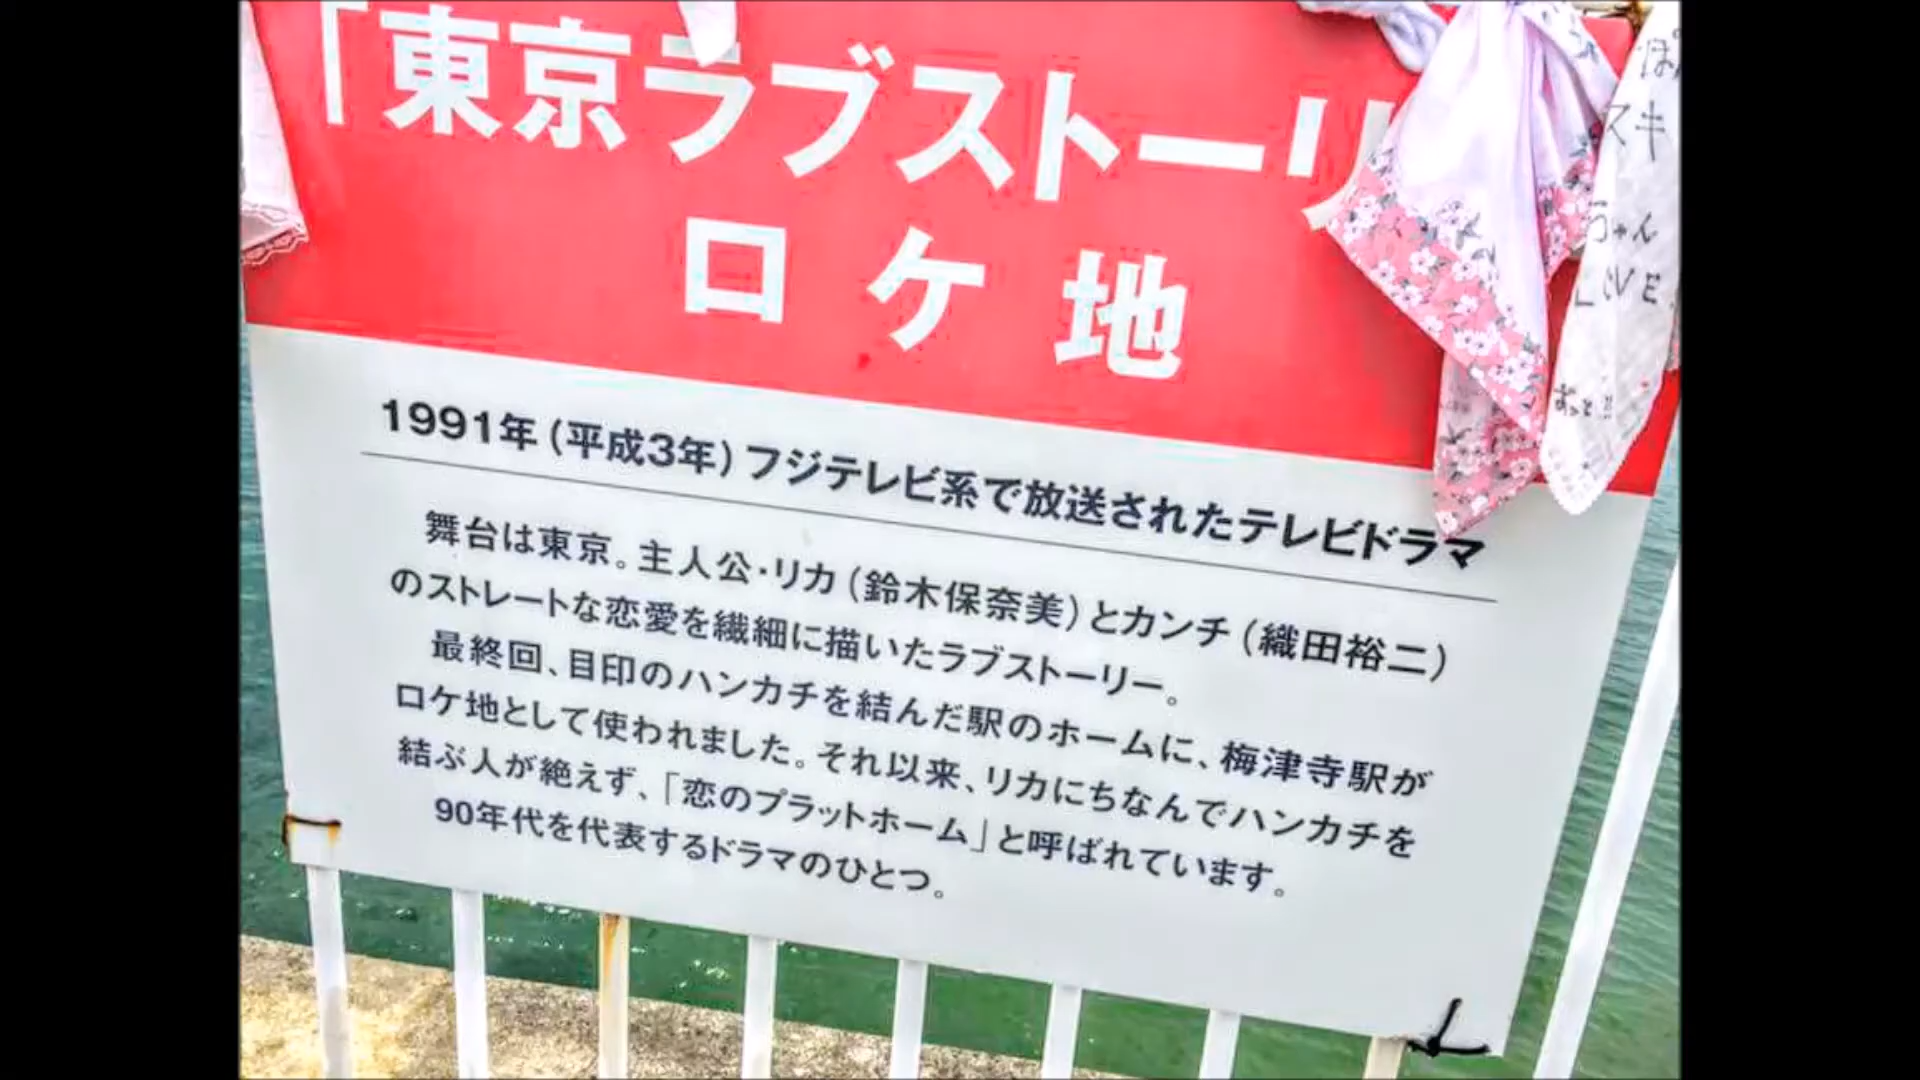 「東京ラブストーリ
ロケ地
1991年(平成3年)フジテレビ系で放送されたテレビドラマ
舞台は東京。主人公・リカ(鈴木保奈美)とカンチ(織田裕二)
のストレートな恋愛を繊細に描いたラブストーリー。
最終回、目印のハンカチを結んだ駅のホームに、梅津寺駅が
ロケ地として使われました。それ以来、リカにちなんでハンカチを
結ぶ人が絶えず、「恋のプラットホーム」と呼ばれています。
90年代を代表するドラマのひとつ。
スキ
ちゃん
LIVE
ずっと!!